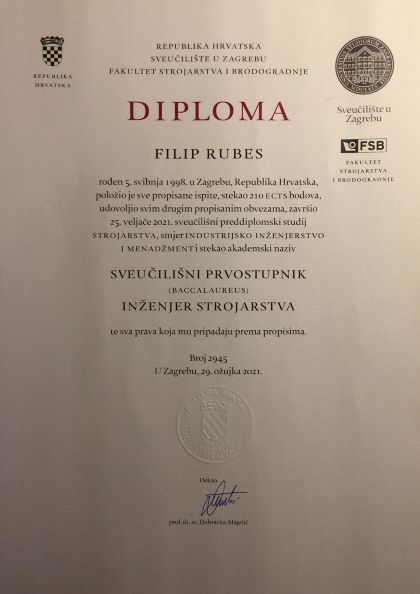 REPUBLIKA
HRVATSKA
REPUBLIKA HRVATSKA
SVEUČILIŠTE U ZAGREBU
FAKULTET STROJARSTVA I BRODOGRADNJE
Sveučilište u
Zagrebu
FSB
FAKULTET
STROJARSTVA
I BRODOGRADNJE
DIPLOMA
FILIP RUBES
rođen 5. svibnja 1998. u Zagrebu, Republika Hrvatska,
položio je sve propisane ispite, stekao 210 ECTS bodova,
udovoljio svim drugim propisanim obvezama, završio
25. veljače 2021. sveučilišni preddiplomski studij
STROJARSTVA, smjer INDUSTRIJSKO INŽENJERSTVO
I MENADŽMENT i stekao akademski naziv
SVEUČILIŠNI PRVOSTUPNIK
(BACCALAUREUS)
INŽENJER STROJARSTVA
te sva prava koja mu pripadaju prema propisima.
Broj 2945
U Zagrebu, 29. ožujka 2021.
Dekan
prof. dr. sc. Dubravko Majetić